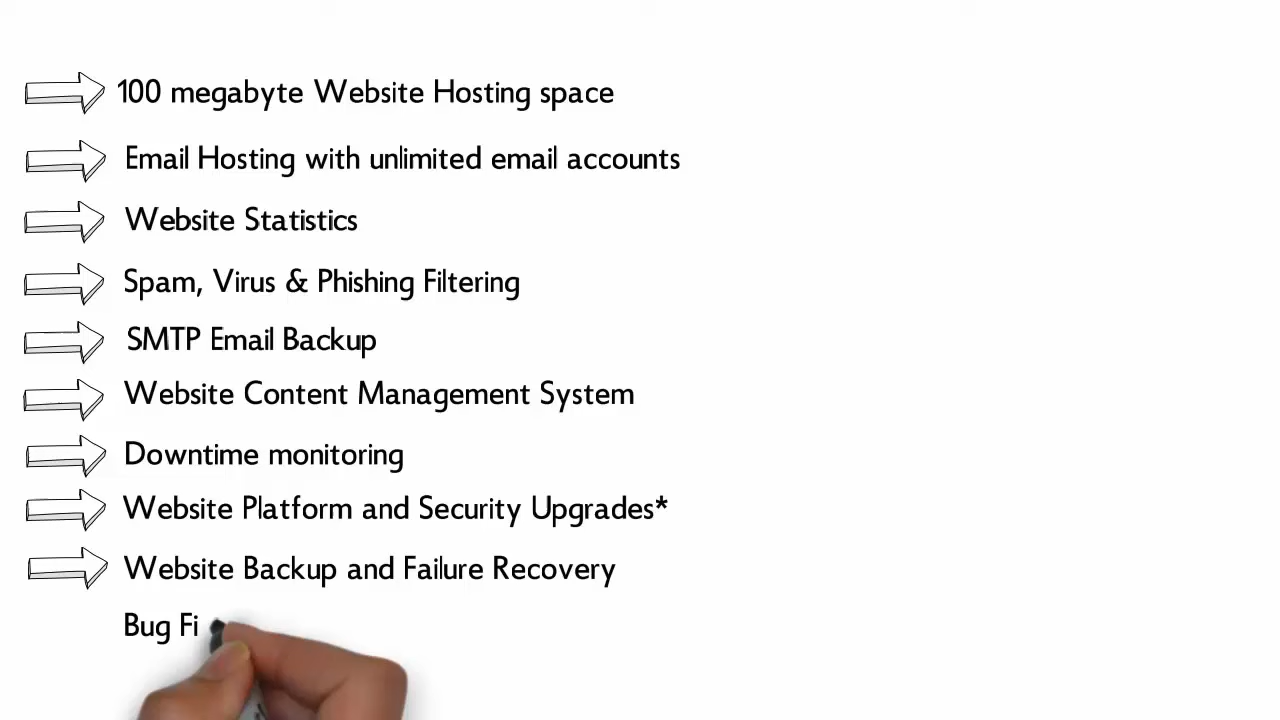 100 megabyte Website Hosting space
Email Hosting with unlimited email accounts
Website Statistics
Spam, Virus & Phishing Filtering
SMTP Email Backup
Website Content Management System
Downtime monitoring
Website Platform and Security Upgrades*
Website Backup and Failure Recovery
Bug Fi